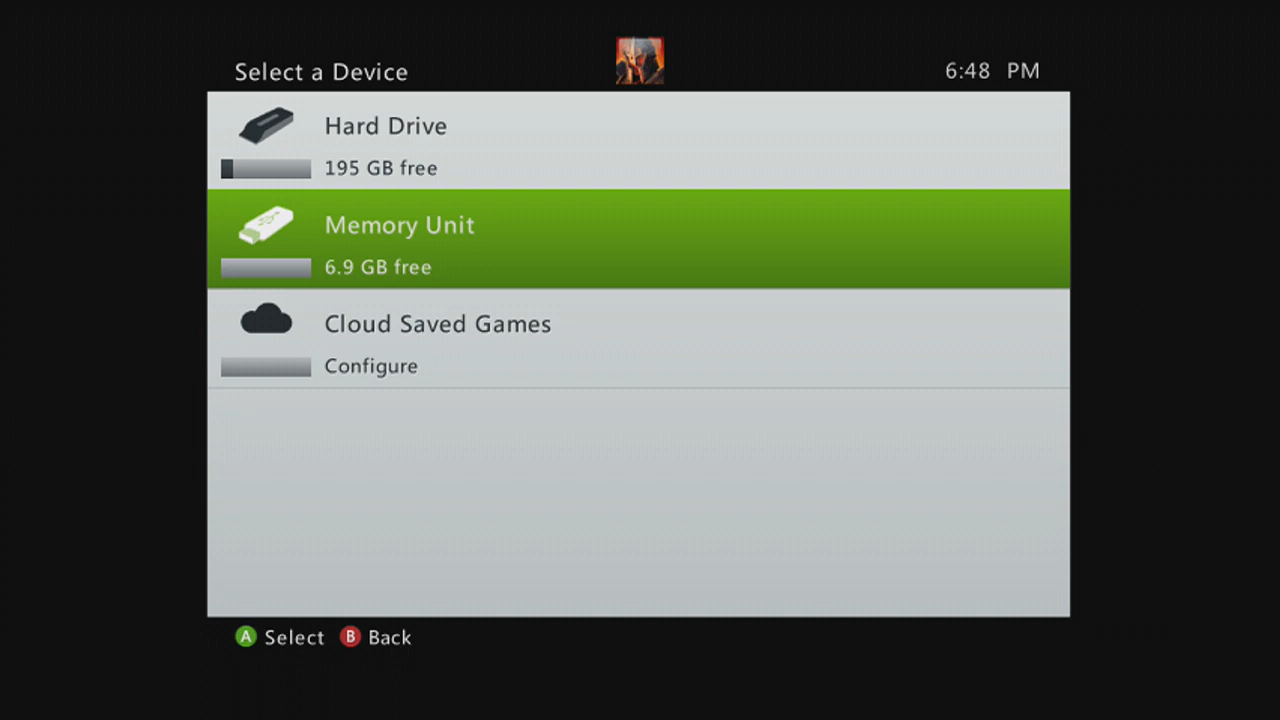 Select a Device
6:48 PM
Hard Drive
195 GB free
Memory Unit
6.9 GB free
Cloud Saved Games
Configure
A Select B Back